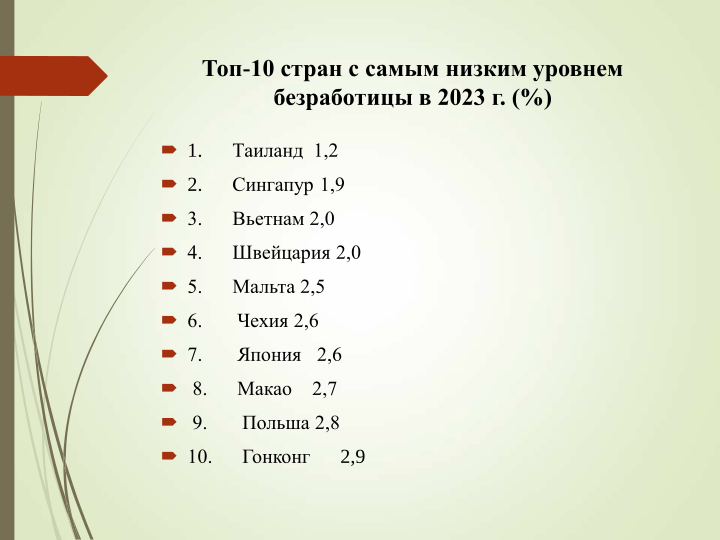 Топ-10 стран с самым низким уровнем
безработицы в 2023 г. (%)
1. Таиланд 1,2
2. Сингапур 1,9
3. Вьетнам 2,0
4. Швейцария 2,0
5. Мальта 2,5
6. Чехия 2,6
7. Япония 2,6
8. Макао 2,7
9. Польша 2,8
10. Гонконг 2,9